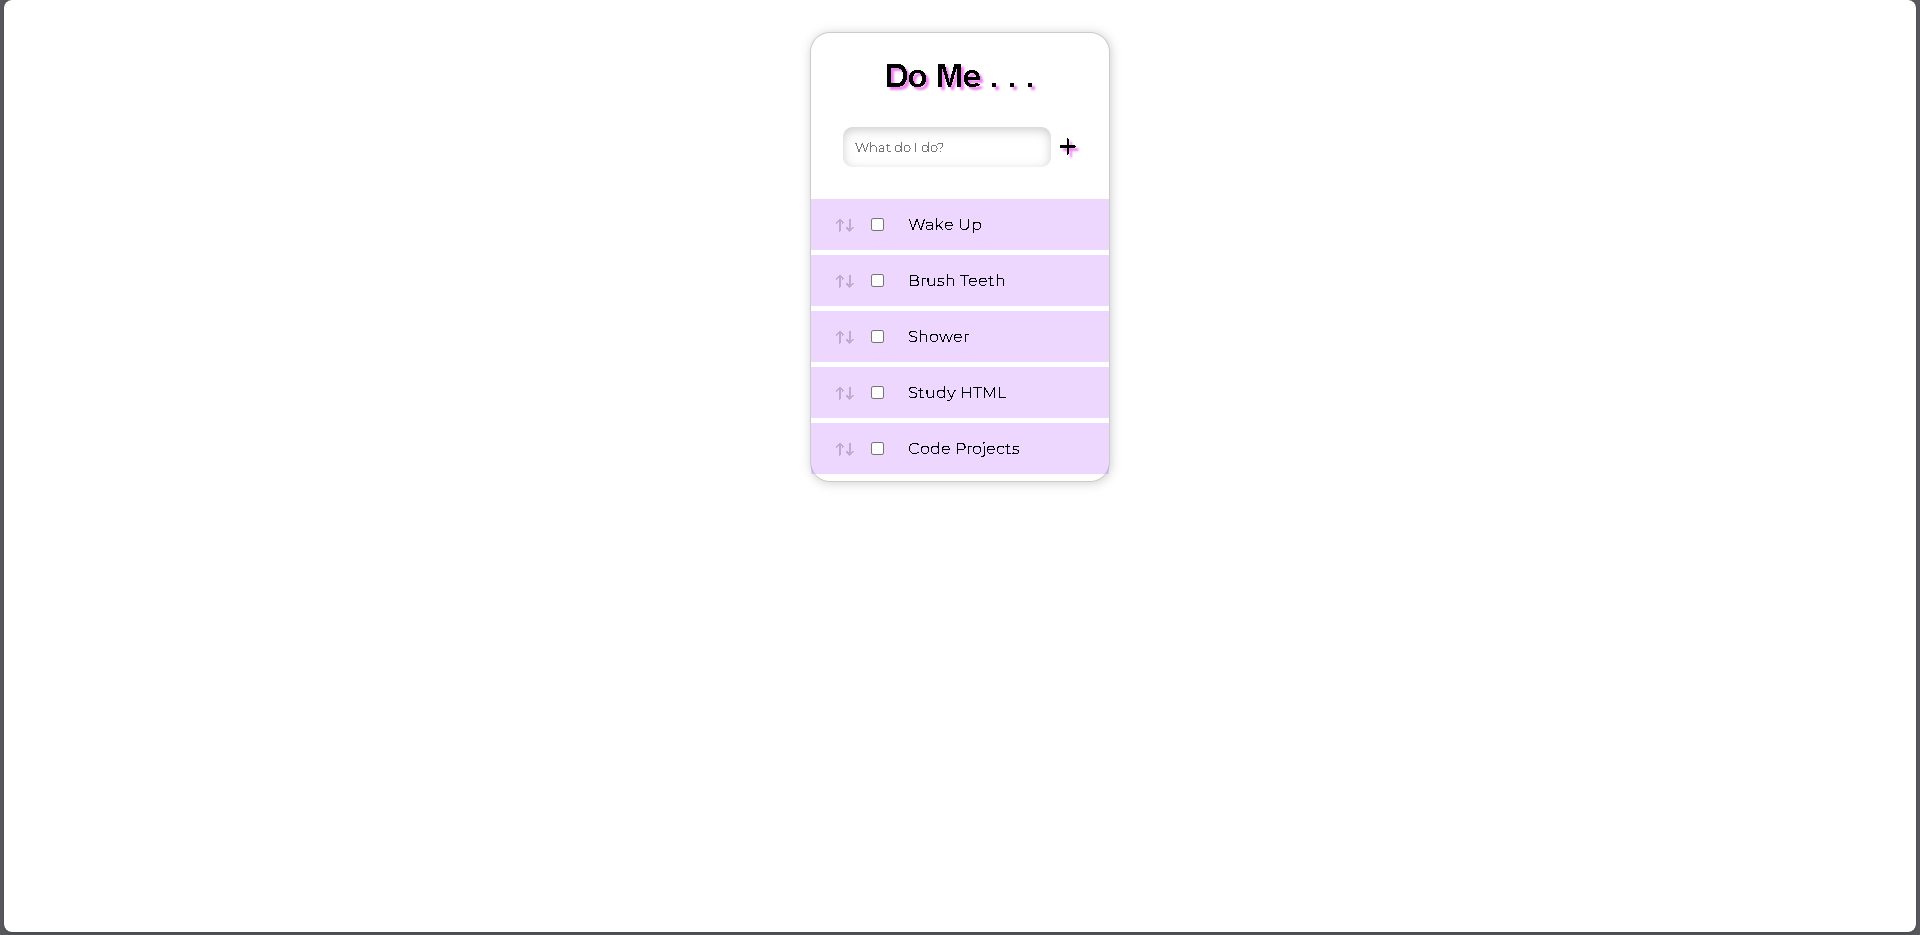 Do Me . . .
What do I do?
Wake Up
Brush Teeth
Shower
Study HTML
Code Projects